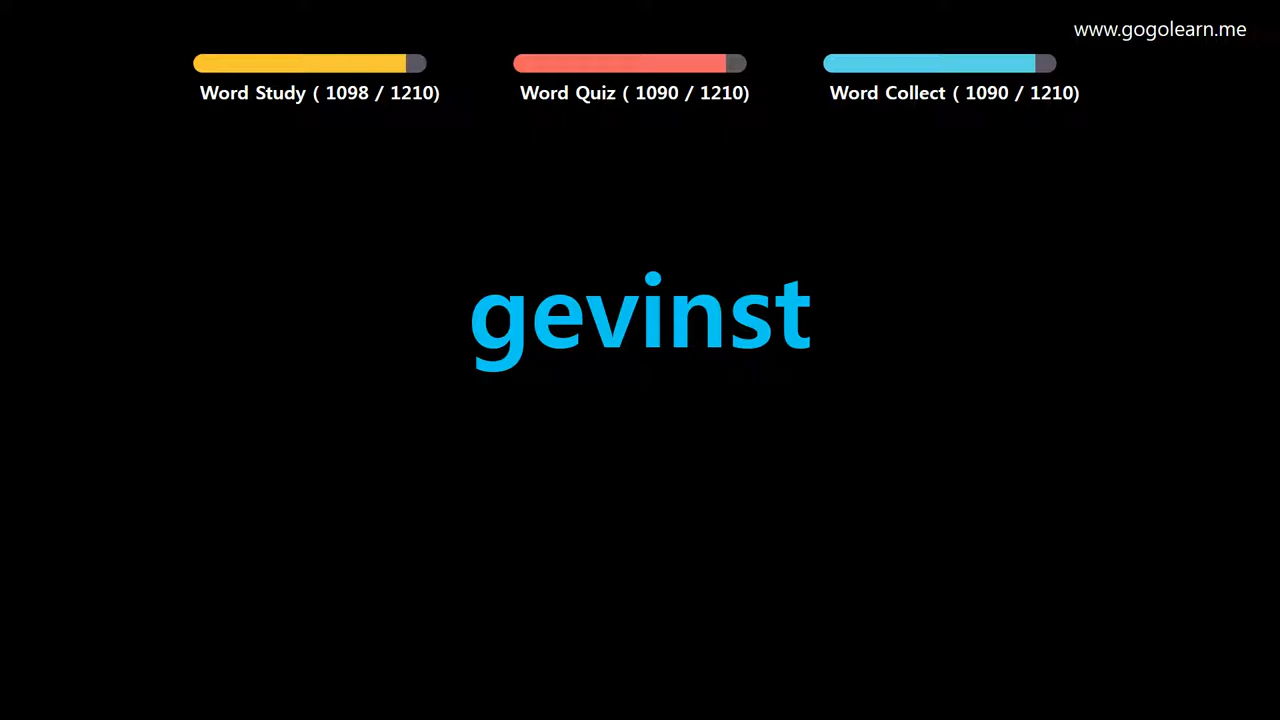 www.gogolearn.me
Word Study ( 1098 / 1210)
Word Quiz ( 1090 / 1210)
Word Collect ( 1090 / 1210)
gevinst